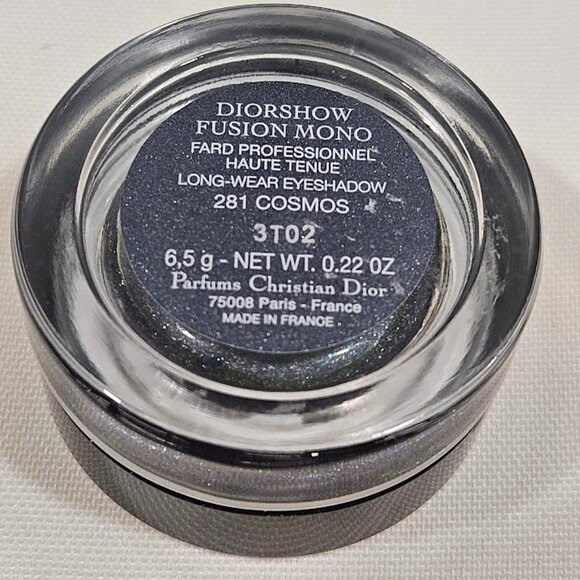 DIORSHOW
FUSION MONO
FARD PROFESSIONNEL
HAUTE TENUE
LONG-WEAR EYESHADOW
281 COSMOS
3T02
6,5 g - NET WT. 0.22 OZ
Parfums Christian Dior
75008 Paris - France
MADE IN FRANCE